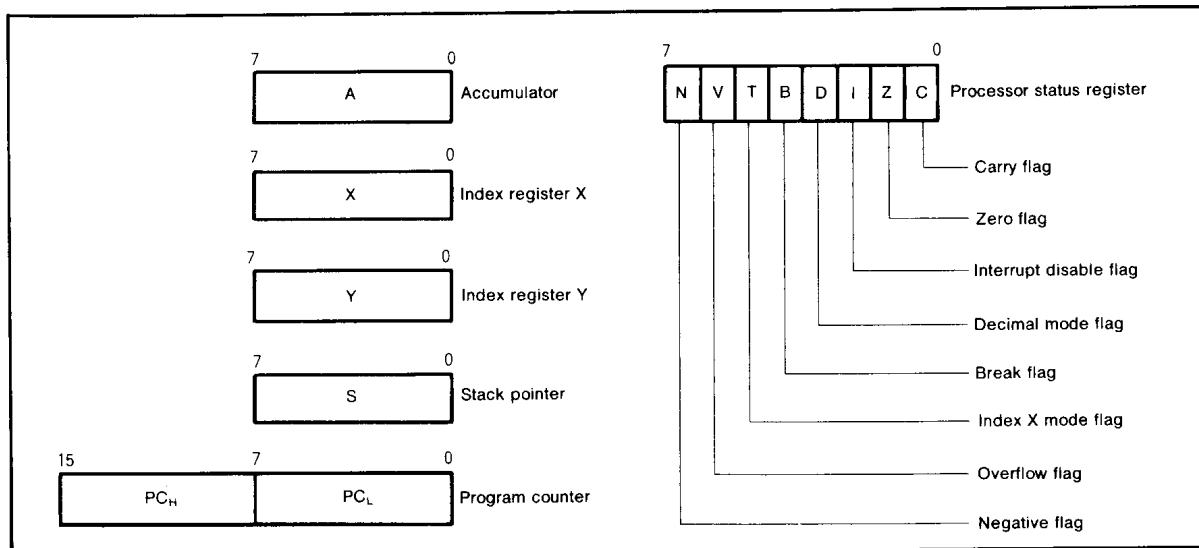 7 0
A
Accumulator
7 0
X
Index register X
7 0
Y
Index register Y
7 0
S
Stack pointer
15 7 0
PCH PCL
Program counter
7 0
N V T B D I Z C
Processor status register
Carry flag
Zero flag
Interrupt disable flag
Decimal mode flag
Break flag
Index X mode flag
Overflow flag
Negative flag